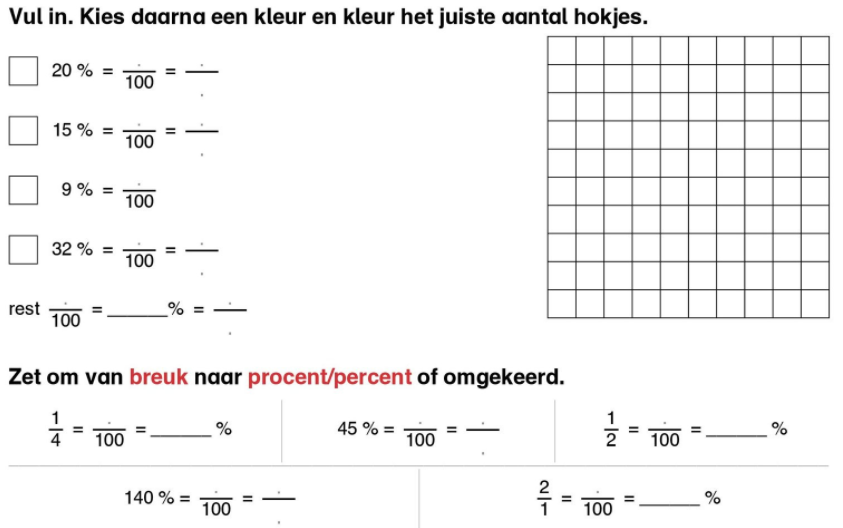 Vul in. Kies daarna een kleur en kleur het juiste aantal hokjes.
20 % = ─/100 = ─
15 % = ─/100 = ─
9 % = ─/100
32 % = ─/100 = ─
rest ─/100 = ______% = ─
Zet om van breuk naar procent/percent of omgekeerd.
1/4 = ─/100 = ______ %   45 % = ─/100 = ─   1/2 = ─/100 = ______ %
140 % = ─/100 = ─   2/1 = ─/100 = ______ %